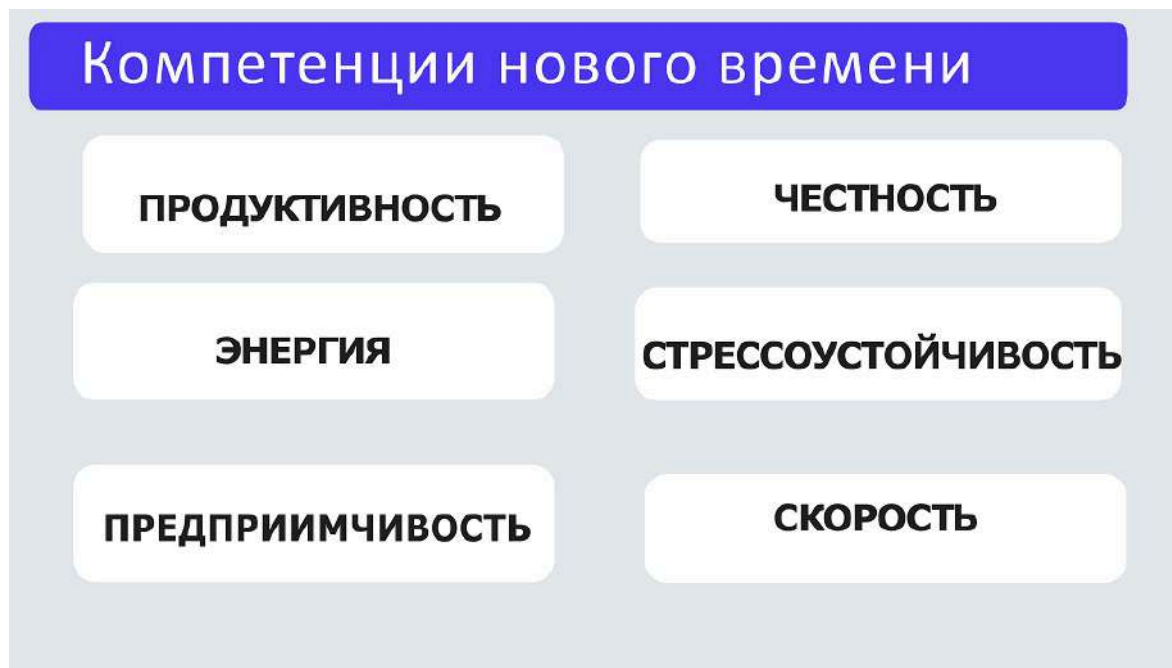 Компетенции нового времени
ПРОДУКТИВНОСТЬ
ЧЕСТНОСТЬ
ЭНЕРГИЯ
СТРЕССОУСТОЙЧИВОСТЬ
ПРЕДПРИИМЧИВОСТЬ
СКОРОСТЬ